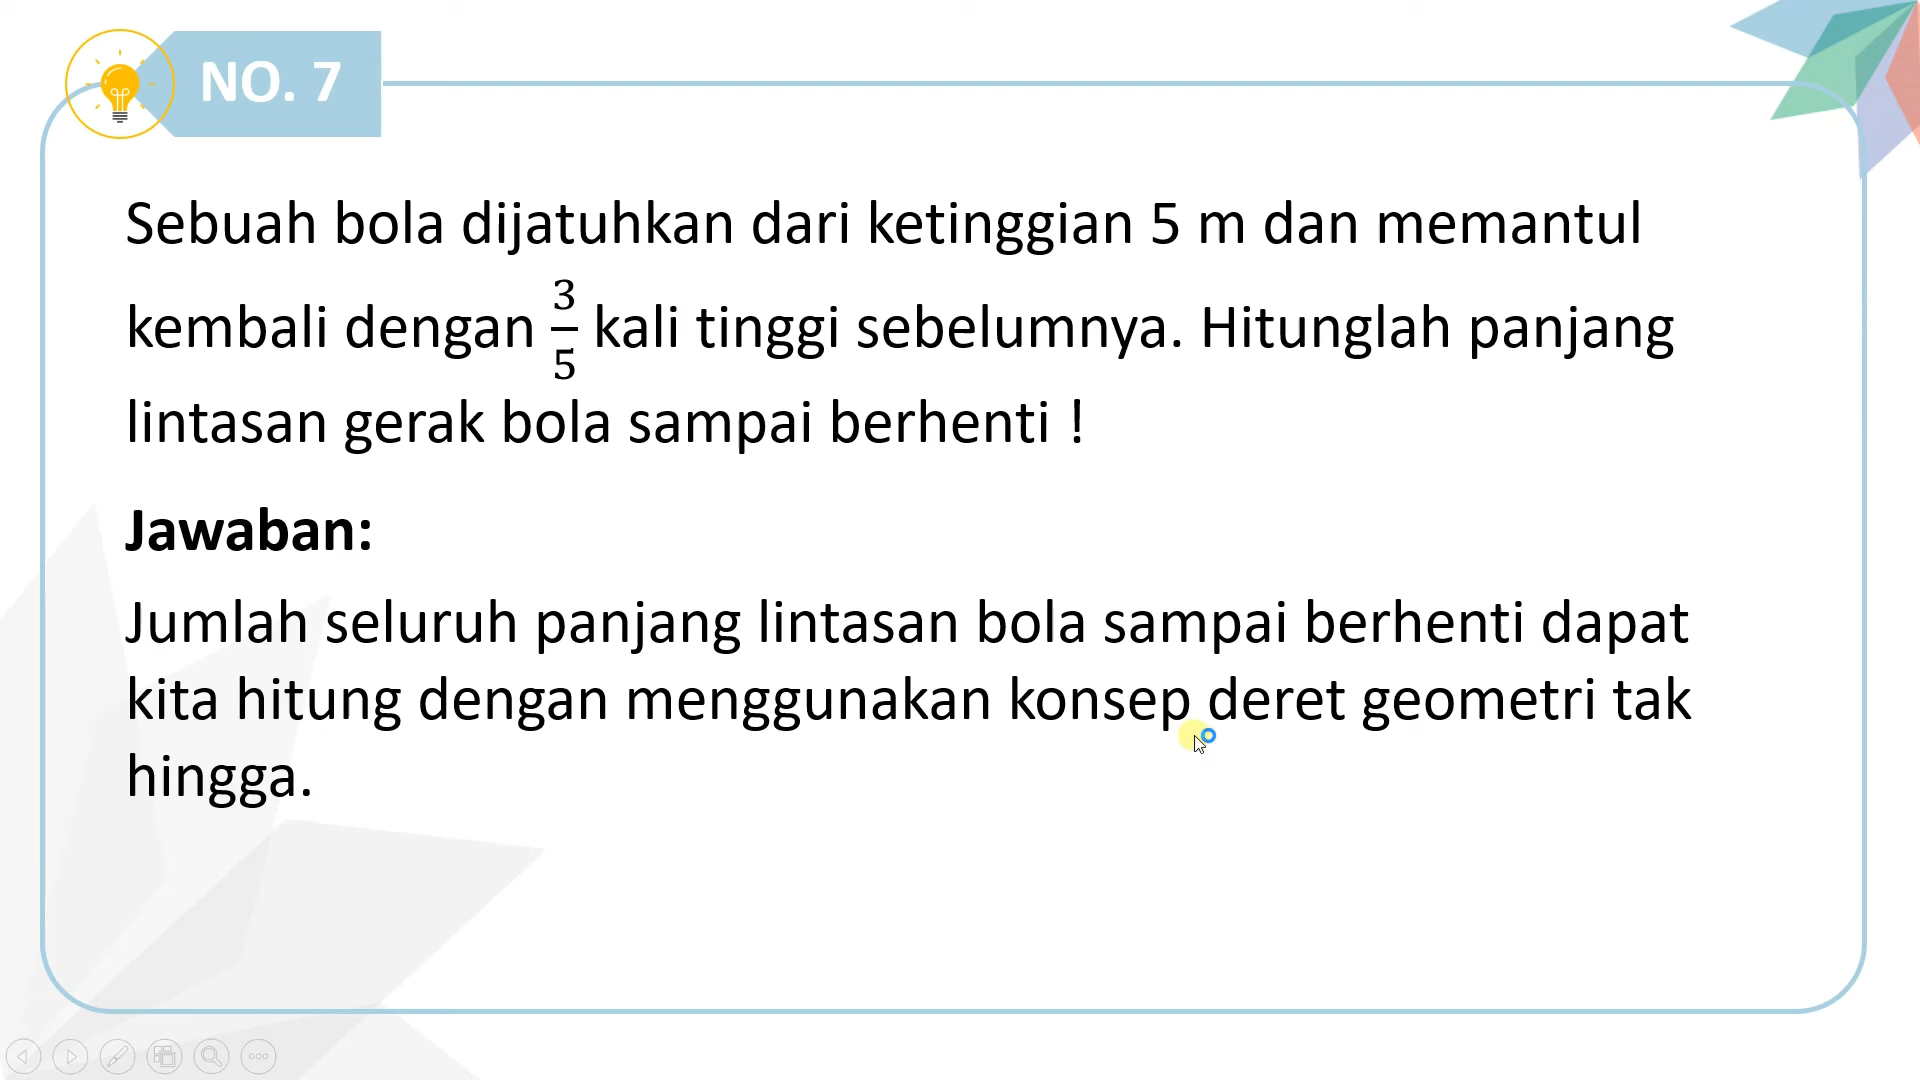 NO. 7
Sebuah bola dijatuhkan dari ketinggian 5 m dan memantul
kembali dengan 3/5 kali tinggi sebelumnya. Hitunglah panjang
lintasan gerak bola sampai berhenti !
Jawaban:
Jumlah seluruh panjang lintasan bola sampai berhenti dapat
kita hitung dengan menggunakan konsep deret geometri tak
hingga.